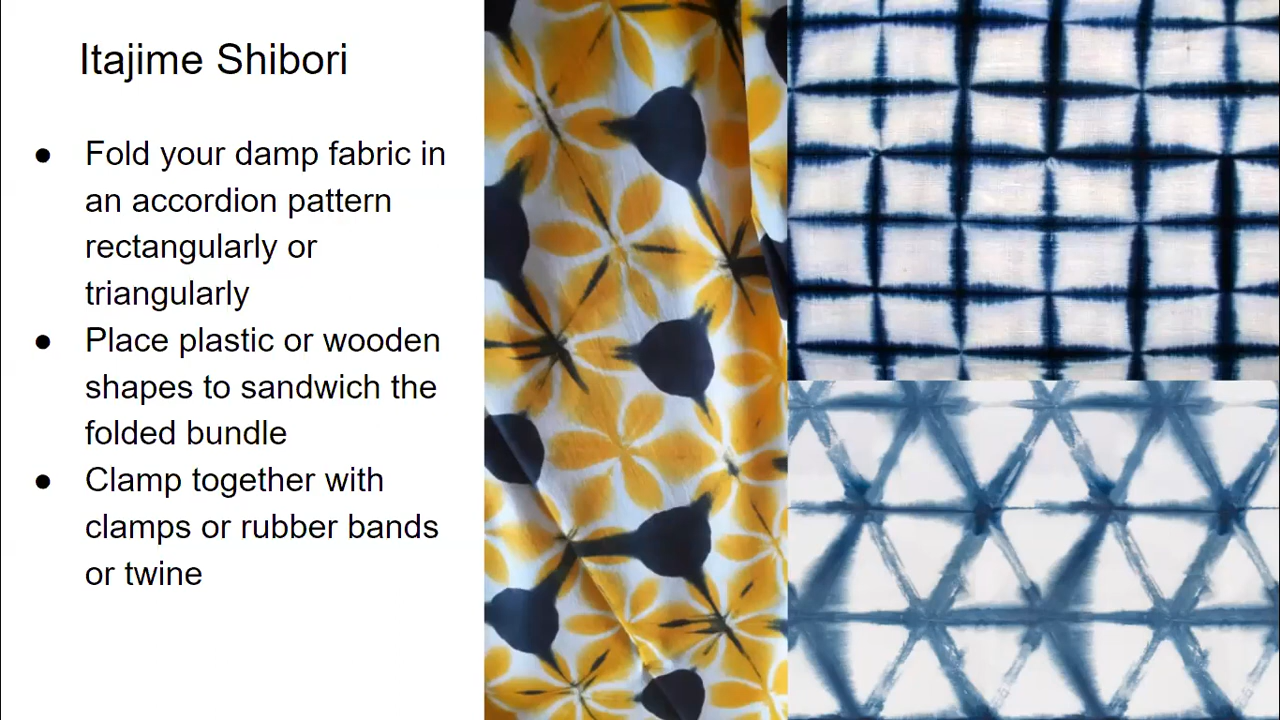 Itajime Shibori
● Fold your damp fabric in
an accordion pattern
rectangularly or
triangularly
● Place plastic or wooden
shapes to sandwich the
folded bundle
● Clamp together with
clamps or rubber bands
or twine